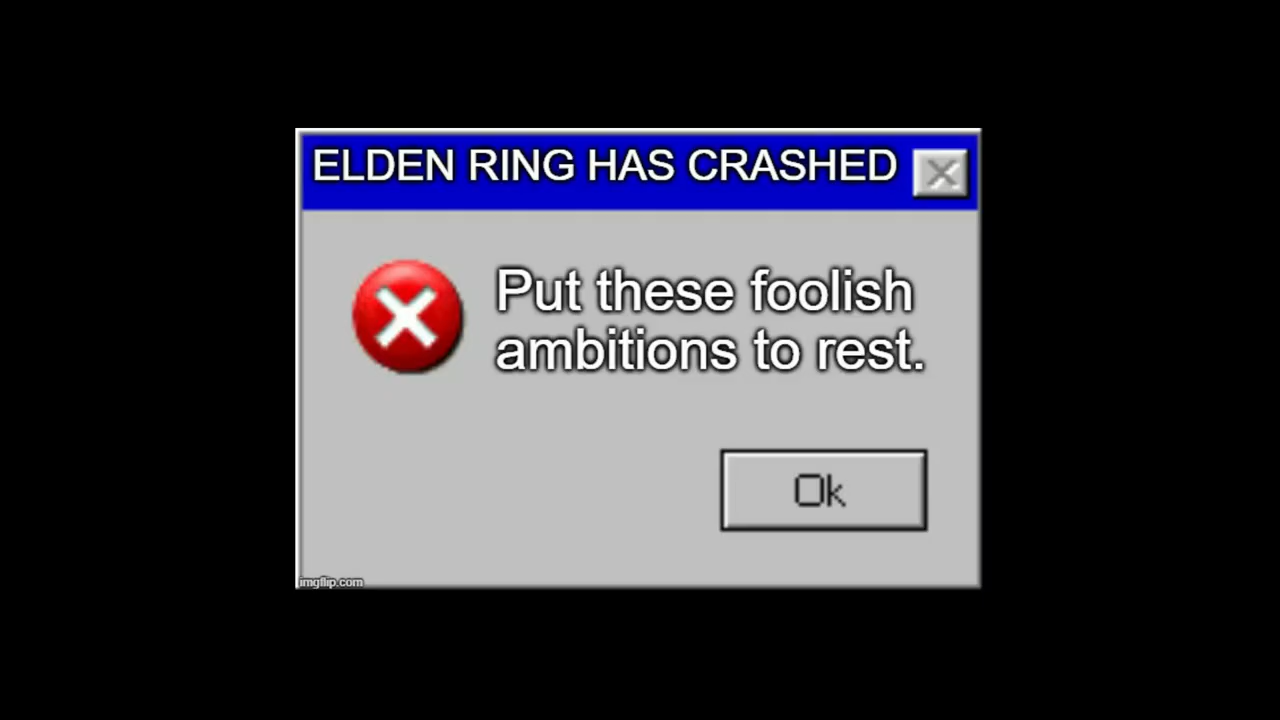 ELDEN RING HAS CRASHED
Put these foolish
ambitions to rest.
Ok
imgflip.com